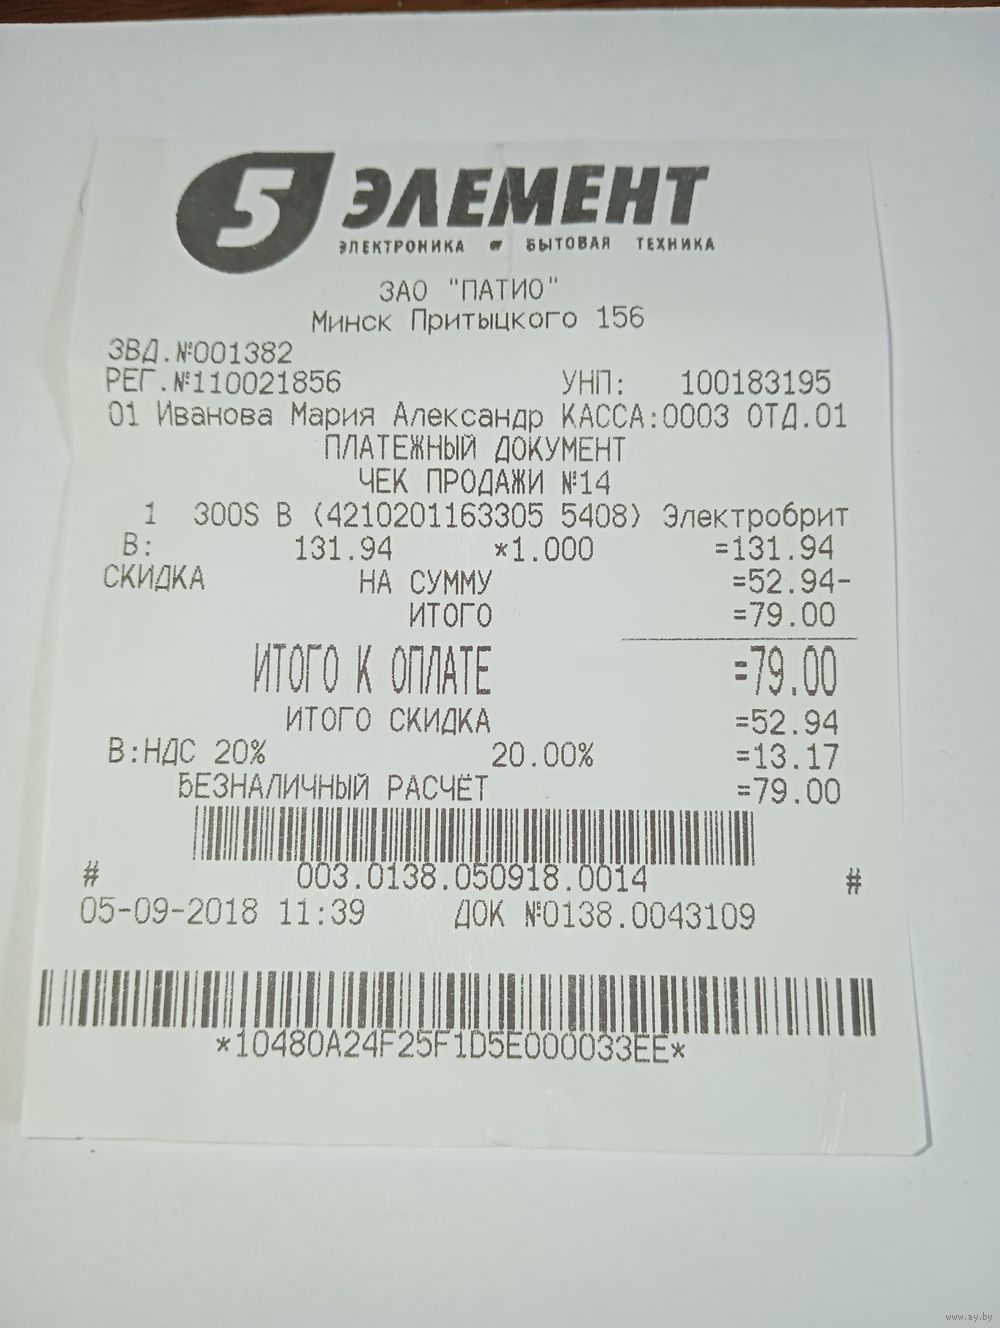 5 ЭЛЕМЕНТ
ЭЛЕКТРОНИКА И БЫТОВАЯ ТЕХНИКА
ЗАО "ПАТИО"
Минск Притыцкого 156
ЗВД.№001382
РЕГ.№110021856 УНП: 100183195
01 Иванова Мария Александр КАССА:0003 ОТД.01
ПЛАТЕЖНЫЙ ДОКУМЕНТ
ЧЕК ПРОДАЖИ №14
1 300S B (4210201163305 5408) Электробрит
В: 131.94 *1.000 =131.94
СКИДКА НА СУММУ =52.94-
ИТОГО =79.00
ИТОГО К ОПЛАТЕ =79.00
ИТОГО СКИДКА =52.94
В:НДС 20% 20.00% =13.17
БЕЗНАЛИЧНЫЙ РАСЧЁТ =79.00
# 003.0138.050918.0014 #
05-09-2018 11:39 ДОК №0138.0043109
*10480A24F25F1D5E000033EE*
www.ay.by